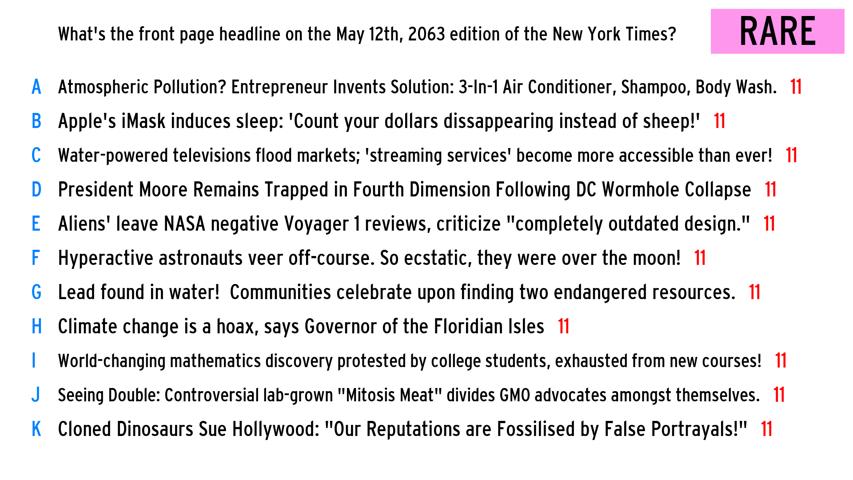 What's the front page headline on the May 12th, 2063 edition of the New York Times? RARE
A Atmospheric Pollution? Entrepreneur Invents Solution: 3-In-1 Air Conditioner, Shampoo, Body Wash. 11
B Apple's iMask induces sleep: 'Count your dollars dissappearing instead of sheep!' 11
C Water-powered televisions flood markets; 'streaming services' become more accessible than ever! 11
D President Moore Remains Trapped in Fourth Dimension Following DC Wormhole Collapse 11
E Aliens' leave NASA negative Voyager 1 reviews, criticize "completely outdated design." 11
F Hyperactive astronauts veer off-course. So ecstatic, they were over the moon! 11
G Lead found in water! Communities celebrate upon finding two endangered resources. 11
H Climate change is a hoax, says Governor of the Floridian Isles 11
I World-changing mathematics discovery protested by college students, exhausted from new courses! 11
J Seeing Double: Controversial lab-grown "Mitosis Meat" divides GMO advocates amongst themselves. 11
K Cloned Dinosaurs Sue Hollywood: "Our Reputations are Fossilised by False Portrayals!" 11